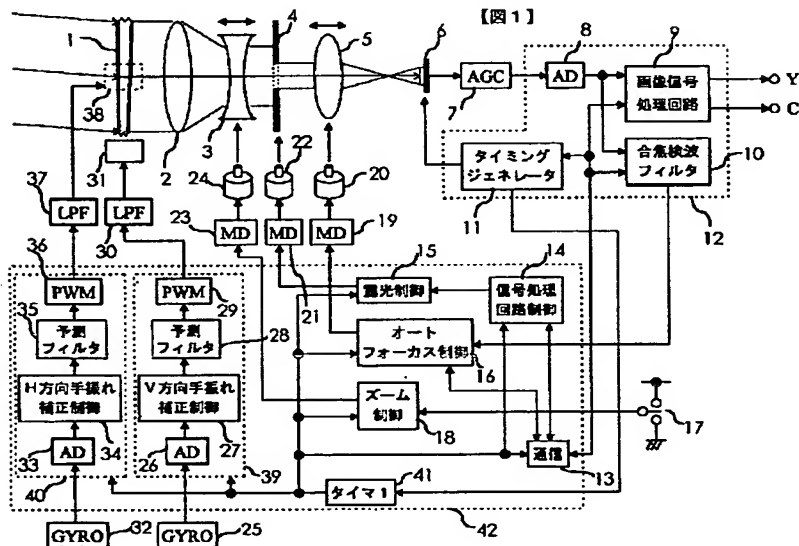 【図1】
1
2
3
4
5
6
AGC
7
8
AD
9
画像信号
処理回路
Y
C
合焦検波
フィルタ
10
タイミング
ジェネレータ
11
12
38
31
37
LPF
LPF
30
24
22
20
23
MD
MD
MD
19
36
PWM
PWM
29
21
15
露光制御
14
信号処理
回路制御
35
予測
フィルタ
予測
フィルタ
28
オート
フォーカス制御
16
H方向手振れ
補正制御
34
V方向手振れ
補正制御
27
ズーム
制御
18
17
33
AD
26
AD
39
通信
13
40
タイマ1
41
42
GYRO
32
GYRO
25